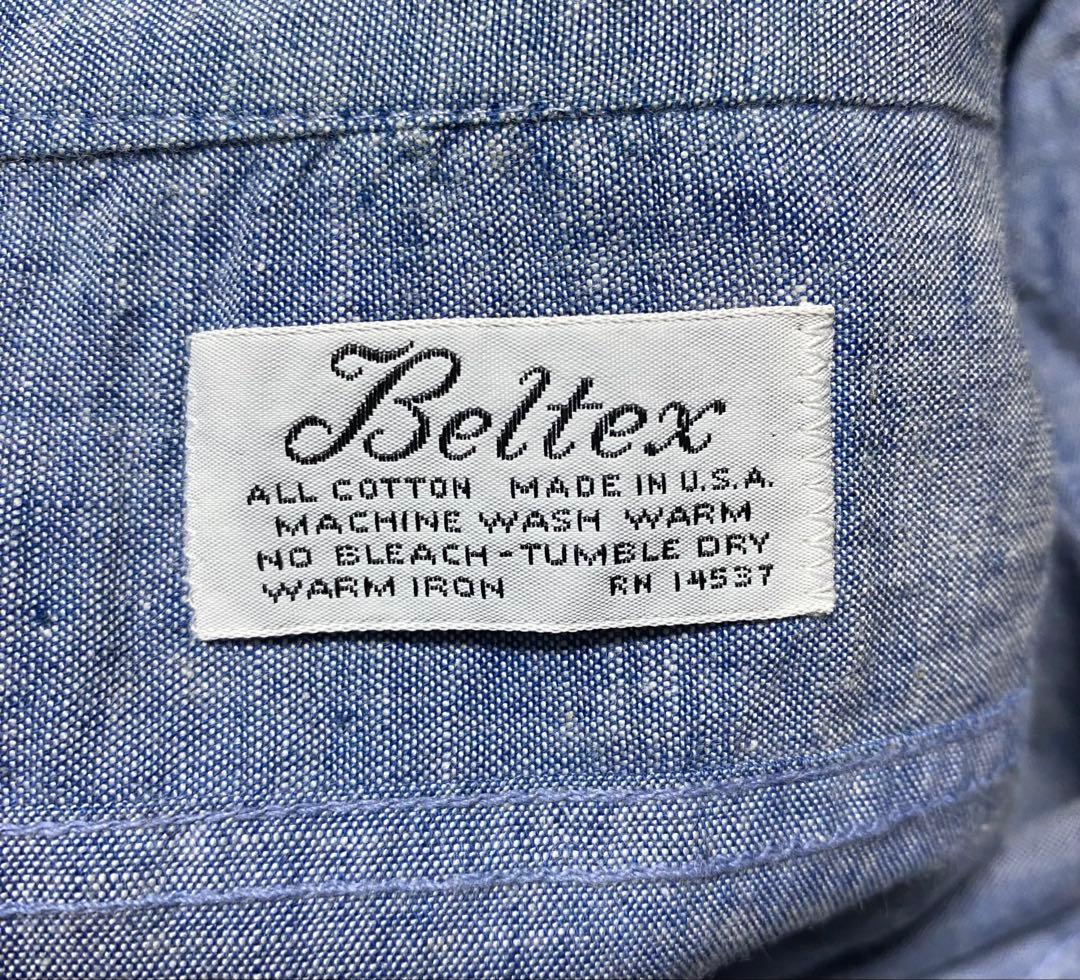 Beltex
ALL COTTON MADE IN U.S.A.
MACHINE WASH WARM
NO BLEACH-TUMBLE DRY
WARM IRON RN 14537